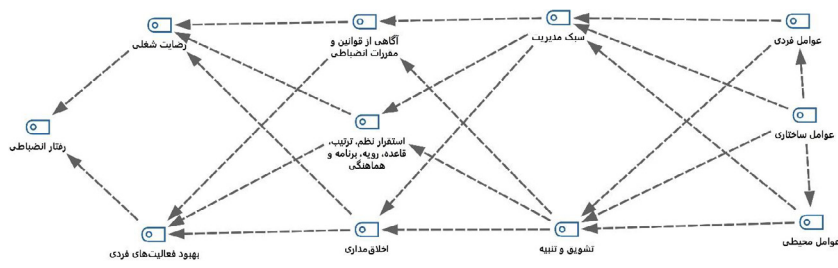 عوامل فردی
سبک مدیریت
آگاهی از قوانین و
مقررات انضباطی
رضایت شغلی
عوامل ساختاری
استقرار نظم، ترتیب،
قاعده، رویه، برنامه و
هماهنگی
رفتار انضباطی
عوامل محیطی
تشویق و تنبیه
اخلاق‌مداری
بهبود فعالیت‌های فردی